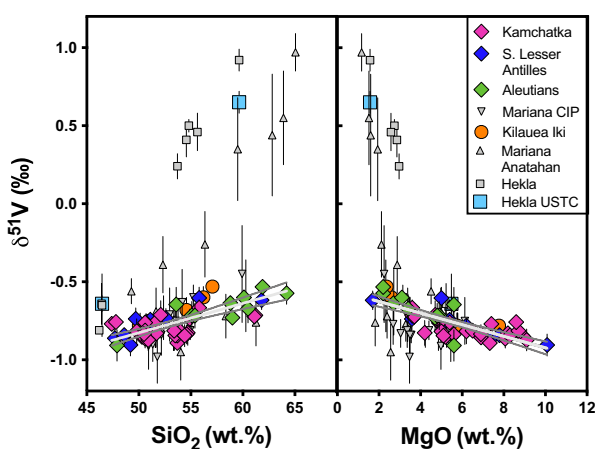 1.0
0.5
0.0
-0.5
-1.0
δ⁵¹V (‰)
45 50 55 60 65
SiO₂ (wt.%)
0 2 4 6 8 10 12
MgO (wt.%)
Kamchatka
S. Lesser
Antilles
Aleutians
Mariana CIP
Kilauea Iki
Mariana
Anatahan
Hekla
Hekla USTC